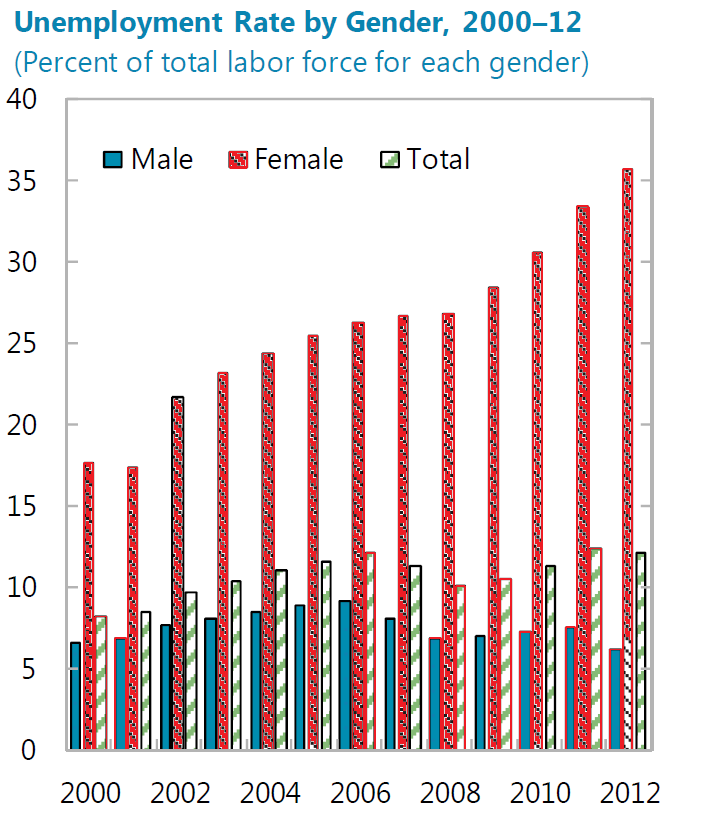 Unemployment Rate by Gender, 2000–12
(Percent of total labor force for each gender)
40
Male Female Total
35
30
25
20
15
10
5
0
2000 2002 2004 2006 2008 2010 2012